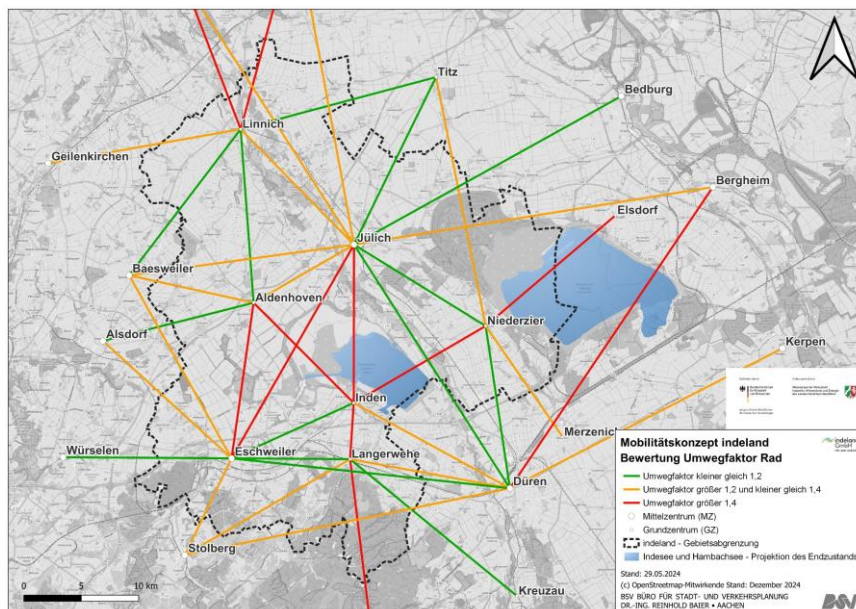 Titz
Bedburg
Linnich
Geilenkirchen
Bergheim
Elsdorf
Jülich
Baesweiler
Aldenhoven
Niederzier
Alsdorf
Kerpen
Inden
Merzenich
Würselen
Eschweiler
Langerwehe
Düren
Stolberg
Kreuzau
0 5 10 km
Mobilitätskonzept indeland
Bewertung Umwegfaktor Rad
indeland
GmbH
Umwegfaktor kleiner gleich 1,2
Umwegfaktor größer 1,2 und kleiner gleich 1,4
Umwegfaktor größer 1,4
Mittelzentrum (MZ)
Grundzentrum (GZ)
indeland - Gebietsabgrenzung
Indesee und Hambachsee - Projektion des Endzustands
Stand: 29.05.2024
(c) OpenStreetmap-Mitwirkende Stand: Dezember 2024
BSV BÜRO FÜR STADT- UND VERKEHRSPLANUNG
DR.-ING. REINHOLD BAIER • AACHEN
BSV